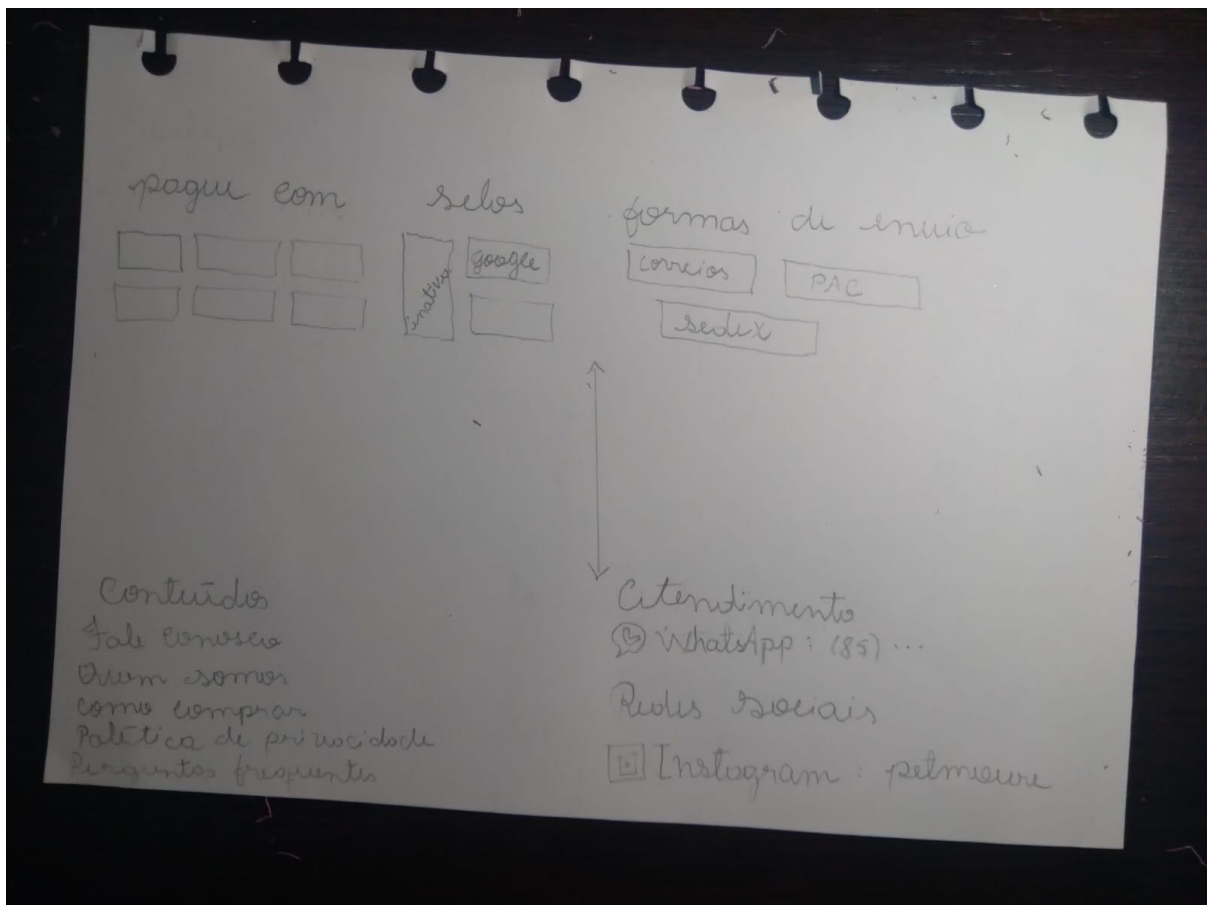 pague com
selos
formas de envio
inativo
google
correios
PAC
sedex
Conteúdos
Fale conosco
Quem somos
como comprar
Política de privacidade
Perguntas frequentes
Atendimento
WhatsApp : (85) ...
Redes Sociais
Instagram : petmoure